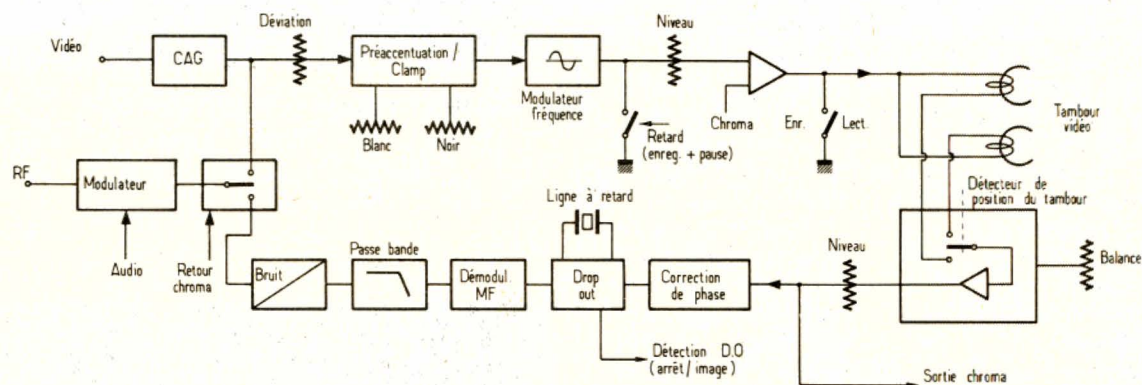 Vidéo
CAG
Déviation
Préaccentuation /
Clamp
Blanc
Noir
Modulateur
fréquence
Niveau
Retard
(enreg. + pause)
Chroma
Enr.
Lect.
Tambour
vidéo
RF
Modulateur
Audio
Retour
chroma
Bruit
Passe bande
Démodul.
MF
Ligne à retard
Drop
out
Détection D.O
(arrêt / image)
Correction
de phase
Niveau
Détecteur de
position du tambour
Balance
Sortie chroma